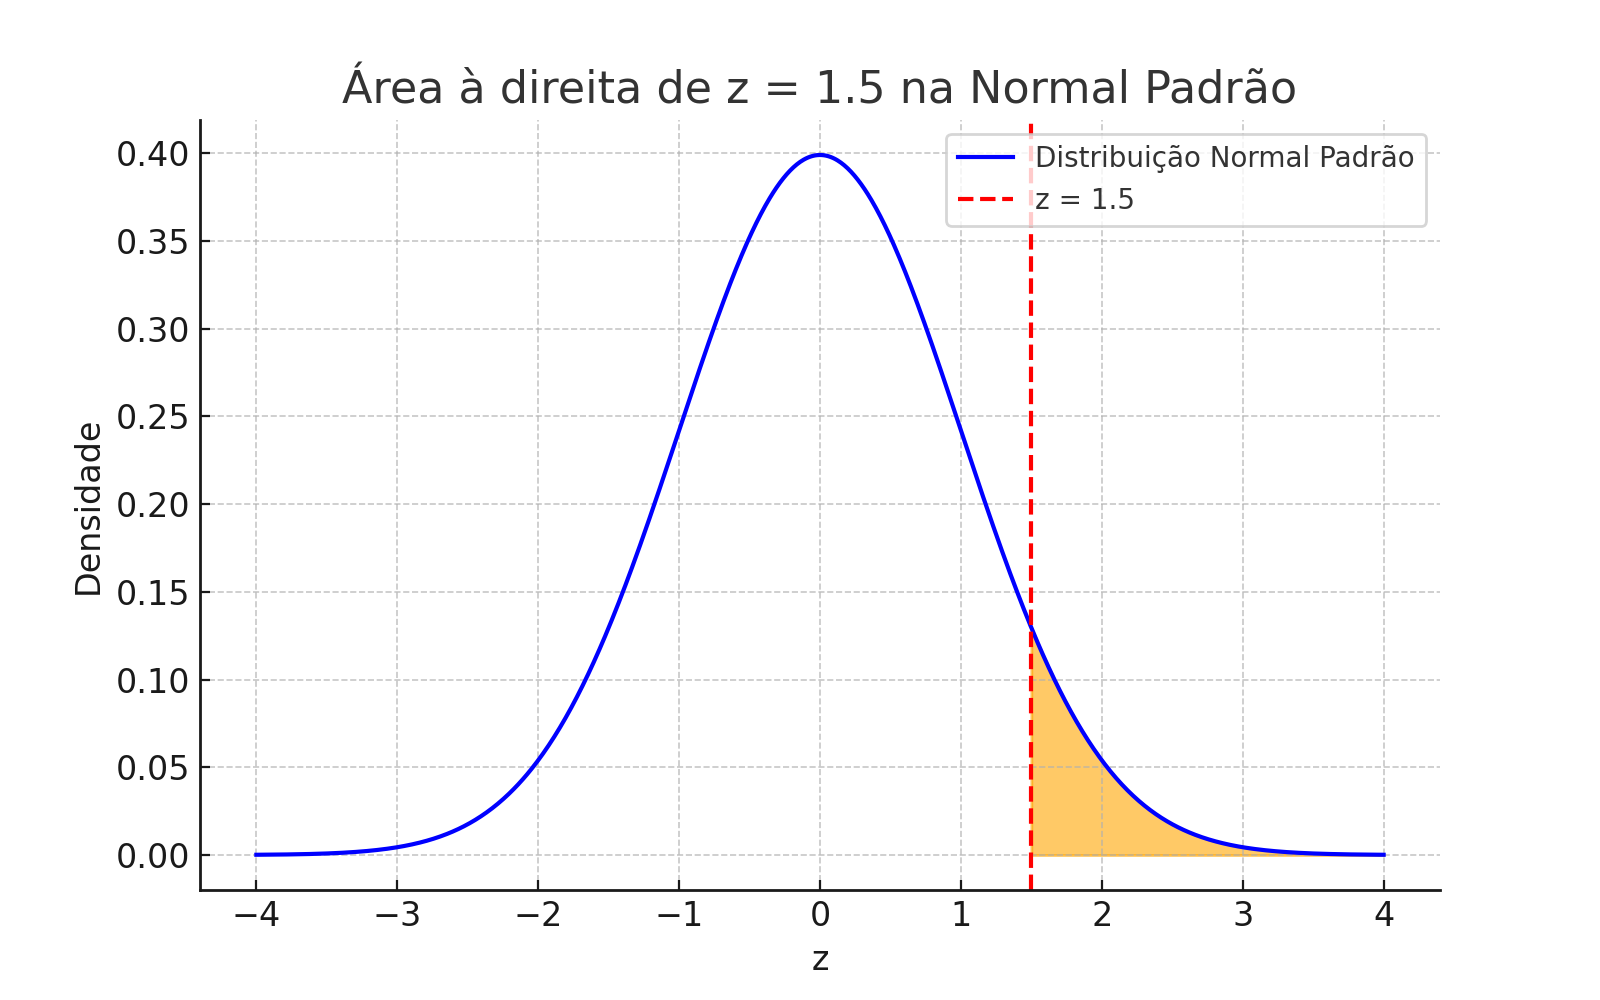 Área à direita de z = 1.5 na Normal Padrão
Distribuição Normal Padrão
z = 1.5
Densidade
0.40
0.35
0.30
0.25
0.20
0.15
0.10
0.05
0.00
−4 −3 −2 −1 0 1 2 3 4
z